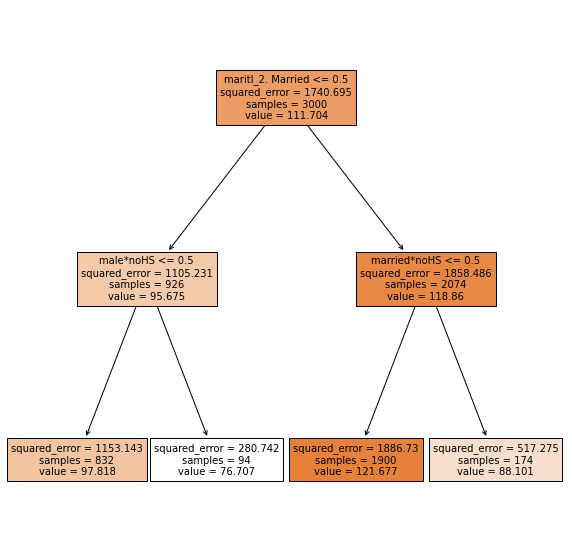 maritl_2. Married <= 0.5
squared_error = 1740.695
samples = 3000
value = 111.704
male*noHS <= 0.5
squared_error = 1105.231
samples = 926
value = 95.675
married*noHS <= 0.5
squared_error = 1858.486
samples = 2074
value = 118.86
squared_error = 1153.143
samples = 832
value = 97.818
squared_error = 280.742
samples = 94
value = 76.707
squared_error = 1886.73
samples = 1900
value = 121.677
squared_error = 517.275
samples = 174
value = 88.101